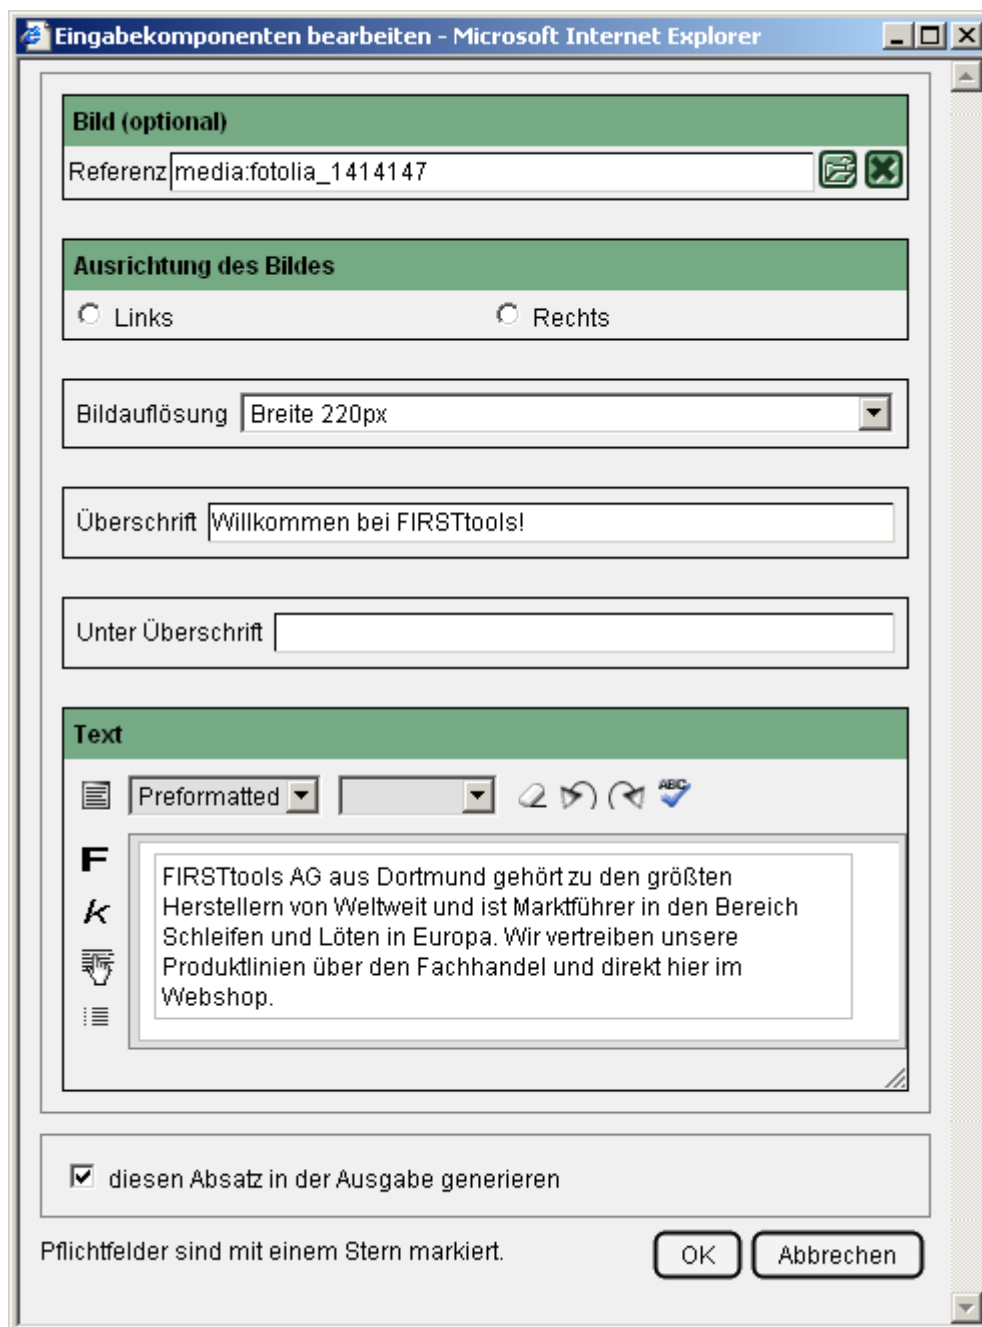 Eingabekomponenten bearbeiten - Microsoft Internet Explorer
Bild (optional)
Referenz media:fotolia_1414147
Ausrichtung des Bildes
Links Rechts
Bildauflösung Breite 220px
Überschrift Willkommen bei FIRSTtools!
Unter Überschrift
Text
Preformatted ABC
F
k
FIRSTtools AG aus Dortmund gehört zu den größten
Herstellern von Weltweit und ist Marktführer in den Bereich
Schleifen und Löten in Europa. Wir vertreiben unsere
Produktlinien über den Fachhandel und direkt hier im
Webshop.
diesen Absatz in der Ausgabe generieren
Pflichtfelder sind mit einem Stern markiert. OK Abbrechen